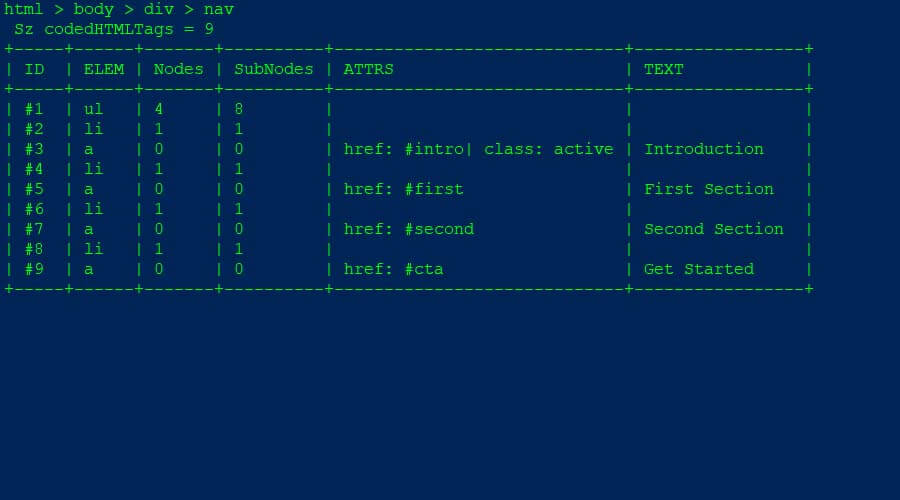 html > body > div > nav
 Sz codedHTMLTags = 9
+-----+------+-------+----------+-----------------------------+-----------------+
| ID  | ELEM | Nodes | SubNodes | ATTRS                       | TEXT            |
+-----+------+-------+----------+-----------------------------+-----------------+
| #1  | ul   | 4     | 8        |                             |                 |
| #2  | li   | 1     | 1        |                             |                 |
| #3  | a    | 0     | 0        | href: #intro| class: active | Introduction    |
| #4  | li   | 1     | 1        |                             |                 |
| #5  | a    | 0     | 0        | href: #first                | First Section   |
| #6  | li   | 1     | 1        |                             |                 |
| #7  | a    | 0     | 0        | href: #second               | Second Section  |
| #8  | li   | 1     | 1        |                             |                 |
| #9  | a    | 0     | 0        | href: #cta                  | Get Started     |
+-----+------+-------+----------+-----------------------------+-----------------+